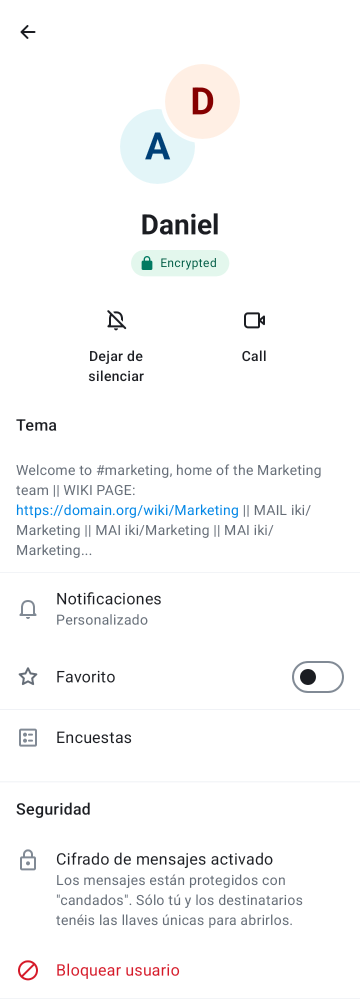 D
A
Daniel
Encrypted
Dejar de
silenciar
Call
Tema
Welcome to #marketing, home of the Marketing
team || WIKI PAGE:
https://domain.org/wiki/Marketing || MAIL iki/
Marketing || MAI iki/Marketing || MAI iki/
Marketing...
Notificaciones
Personalizado
Favorito
Encuestas
Seguridad
Cifrado de mensajes activado
Los mensajes están protegidos con
"candados". Sólo tú y los destinatarios
tenéis las llaves únicas para abrirlos.
Bloquear usuario